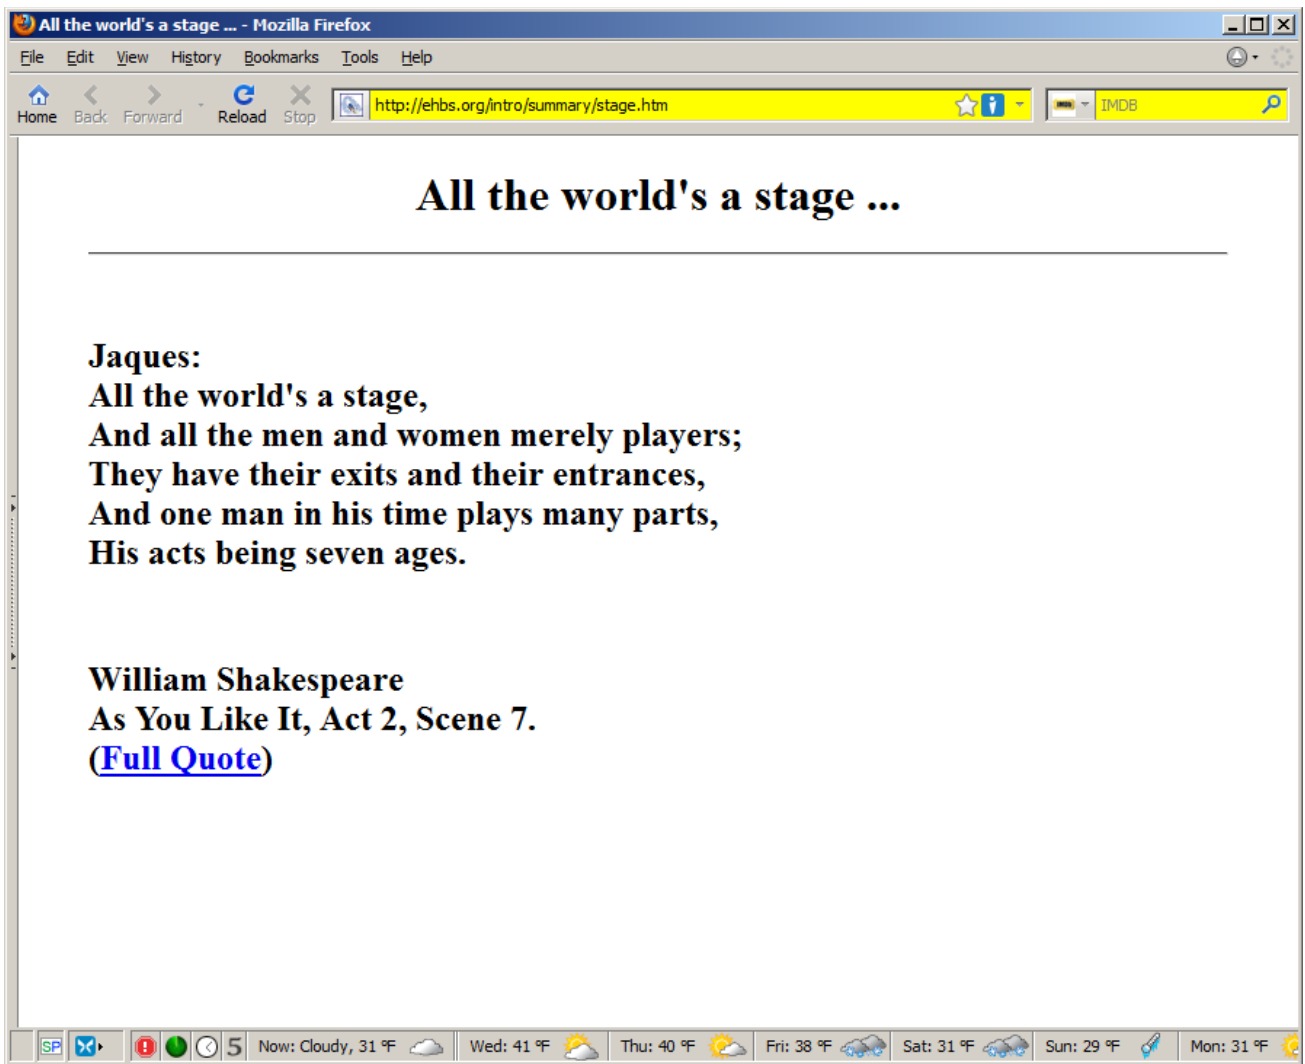 All the world's a stage ... - Mozilla Firefox
File Edit View History Bookmarks Tools Help
Home Back Forward Reload Stop http://ehbs.org/intro/summary/stage.htm IMDB
All the world's a stage ...
Jaques:
All the world's a stage,
And all the men and women merely players;
They have their exits and their entrances,
And one man in his time plays many parts,
His acts being seven ages.
William Shakespeare
As You Like It, Act 2, Scene 7.
(Full Quote)
SP 5 Now: Cloudy, 31 °F Wed: 41 °F Thu: 40 °F Fri: 38 °F Sat: 31 °F Sun: 29 °F Mon: 31 °F